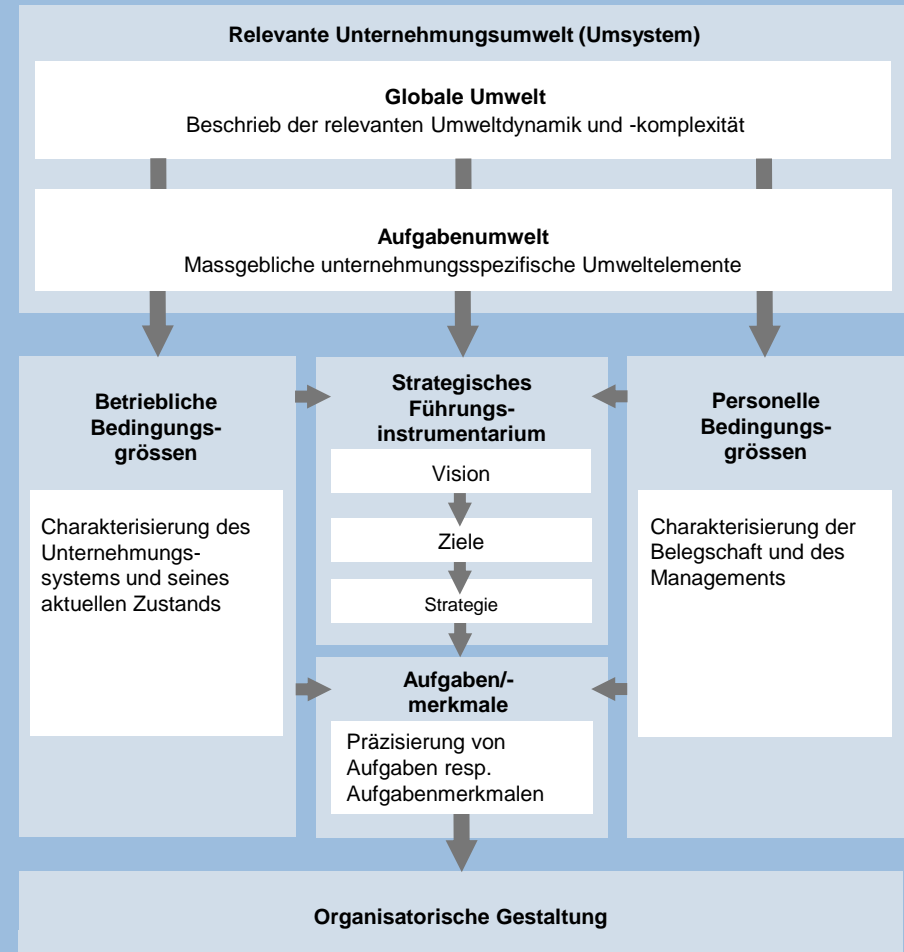 Relevante Unternehmungsumwelt (Umsystem)
Globale Umwelt
Beschrieb der relevanten Umweltdynamik und -komplexität
Aufgabenumwelt
Massgebliche unternehmungsspezifische Umweltelemente
Betriebliche
Bedingungs-
grössen
Charakterisierung des
Unternehmungs-
systems und seines
aktuellen Zustands
Strategisches
Führungs-
instrumentarium
Vision
Ziele
Strategie
Aufgaben/-
merkmale
Präzisierung von
Aufgaben resp.
Aufgabenmerkmalen
Personelle
Bedingungs-
grössen
Charakterisierung der
Belegschaft und des
Managements
Organisatorische Gestaltung